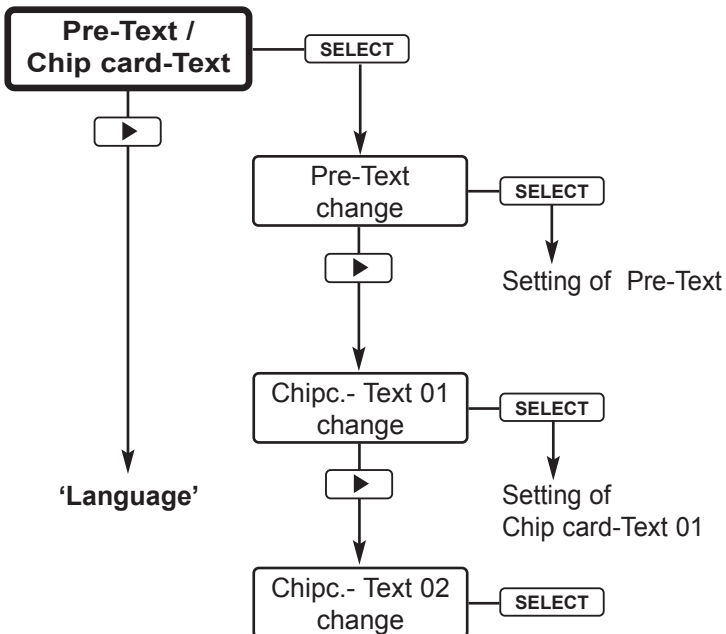 Pre-Text /
Chip card-Text
SELECT
Pre-Text
change
SELECT
Setting of Pre-Text
Chipc.- Text 01
change
SELECT
‘Language’
Setting of
Chip card-Text 01
Chipc.- Text 02
change
SELECT